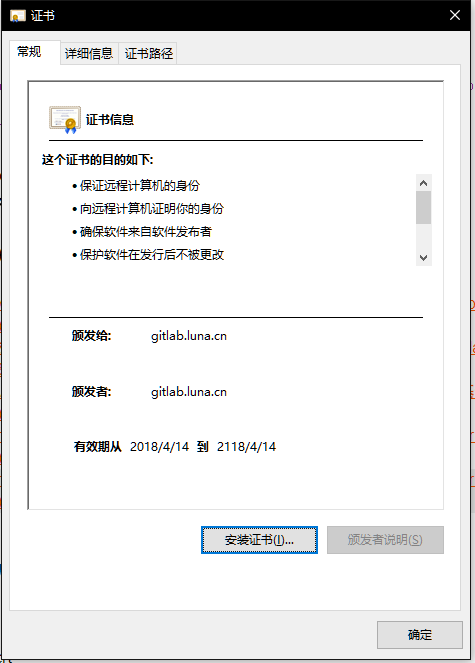 证书
常规 详细信息 证书路径
证书信息
这个证书的目的如下:
• 保证远程计算机的身份
• 向远程计算机证明你的身份
• 确保软件来自软件发布者
• 保护软件在发行后不被更改
颁发给: gitlab.luna.cn
颁发者: gitlab.luna.cn
有效期从 2018/4/14 到 2118/4/14
安装证书(I)... 颁发者说明(S)
确定